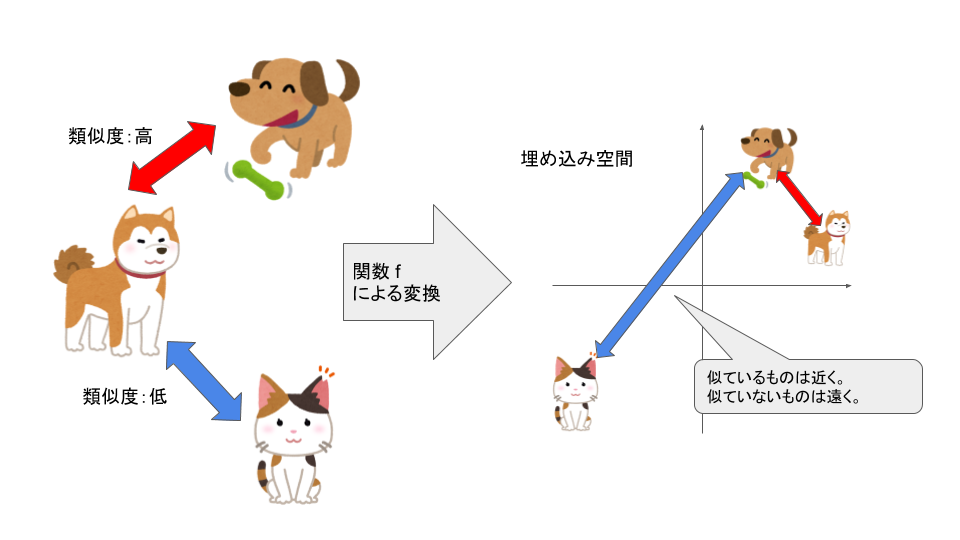 類似度：高
類似度：低
関数 f
による変換
埋め込み空間
似ているものは近く。
似ていないものは遠く。